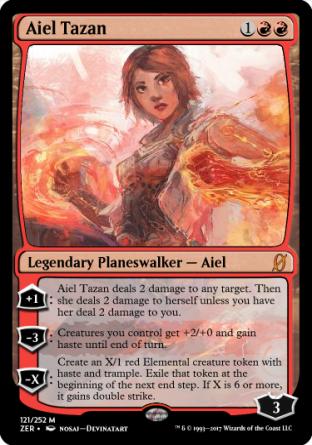 Aiel Tazan 1
Legendary Planeswalker — Aiel
+1: Aiel Tazan deals 2 damage to any target. Then
she deals 2 damage to herself unless you have
her deal 2 damage to you.
-3: Creatures you control get +2/+0 and gain
haste until end of turn.
-X: Create an X/1 red Elemental creature token with
haste and trample. Exile that token at the
beginning of the next end step. If X is 6 or more,
it gains double strike.
3
121/252 M
ZER • NOSAI—DEVINATART
™ & © 1993–2017 Wizards of the Coast LLC